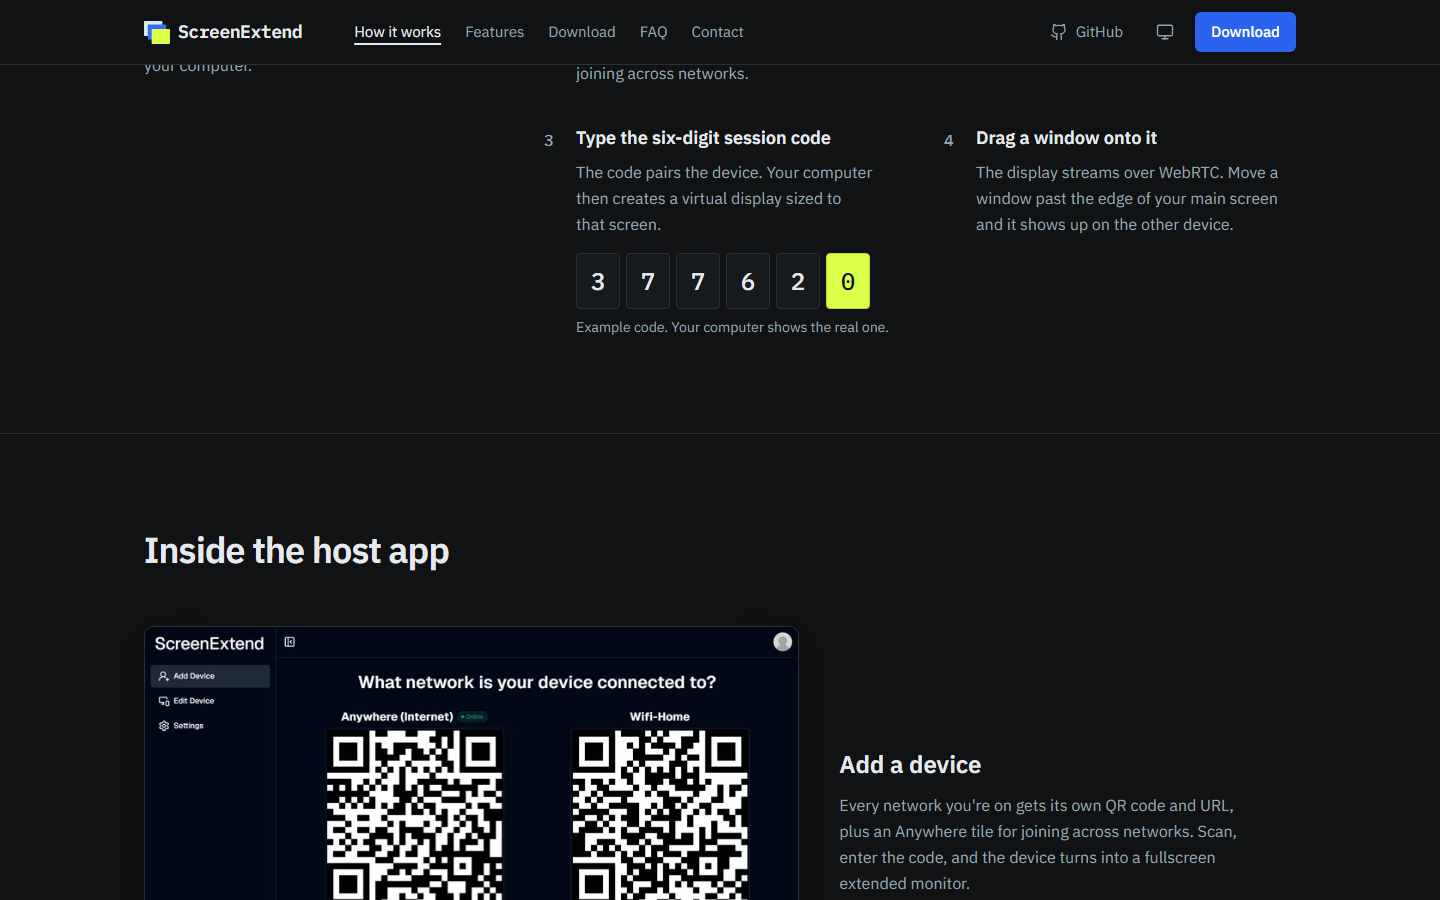 ScreenExtend
How it works
Features
Download
FAQ
Contact
GitHub
Download
your computer.
joining across networks.
3
Type the six-digit session code
The code pairs the device. Your computer
then creates a virtual display sized to
that screen.
3 7 7 6 2 0
Example code. Your computer shows the real one.
4
Drag a window onto it
The display streams over WebRTC. Move a
window past the edge of your main screen
and it shows up on the other device.
Inside the host app
ScreenExtend
Add Device
Edit Device
Settings
What network is your device connected to?
Anywhere (Internet)
Online
Wifi-Home
Add a device
Every network you're on gets its own QR code and URL,
plus an Anywhere tile for joining across networks. Scan,
enter the code, and the device turns into a fullscreen
extended monitor.